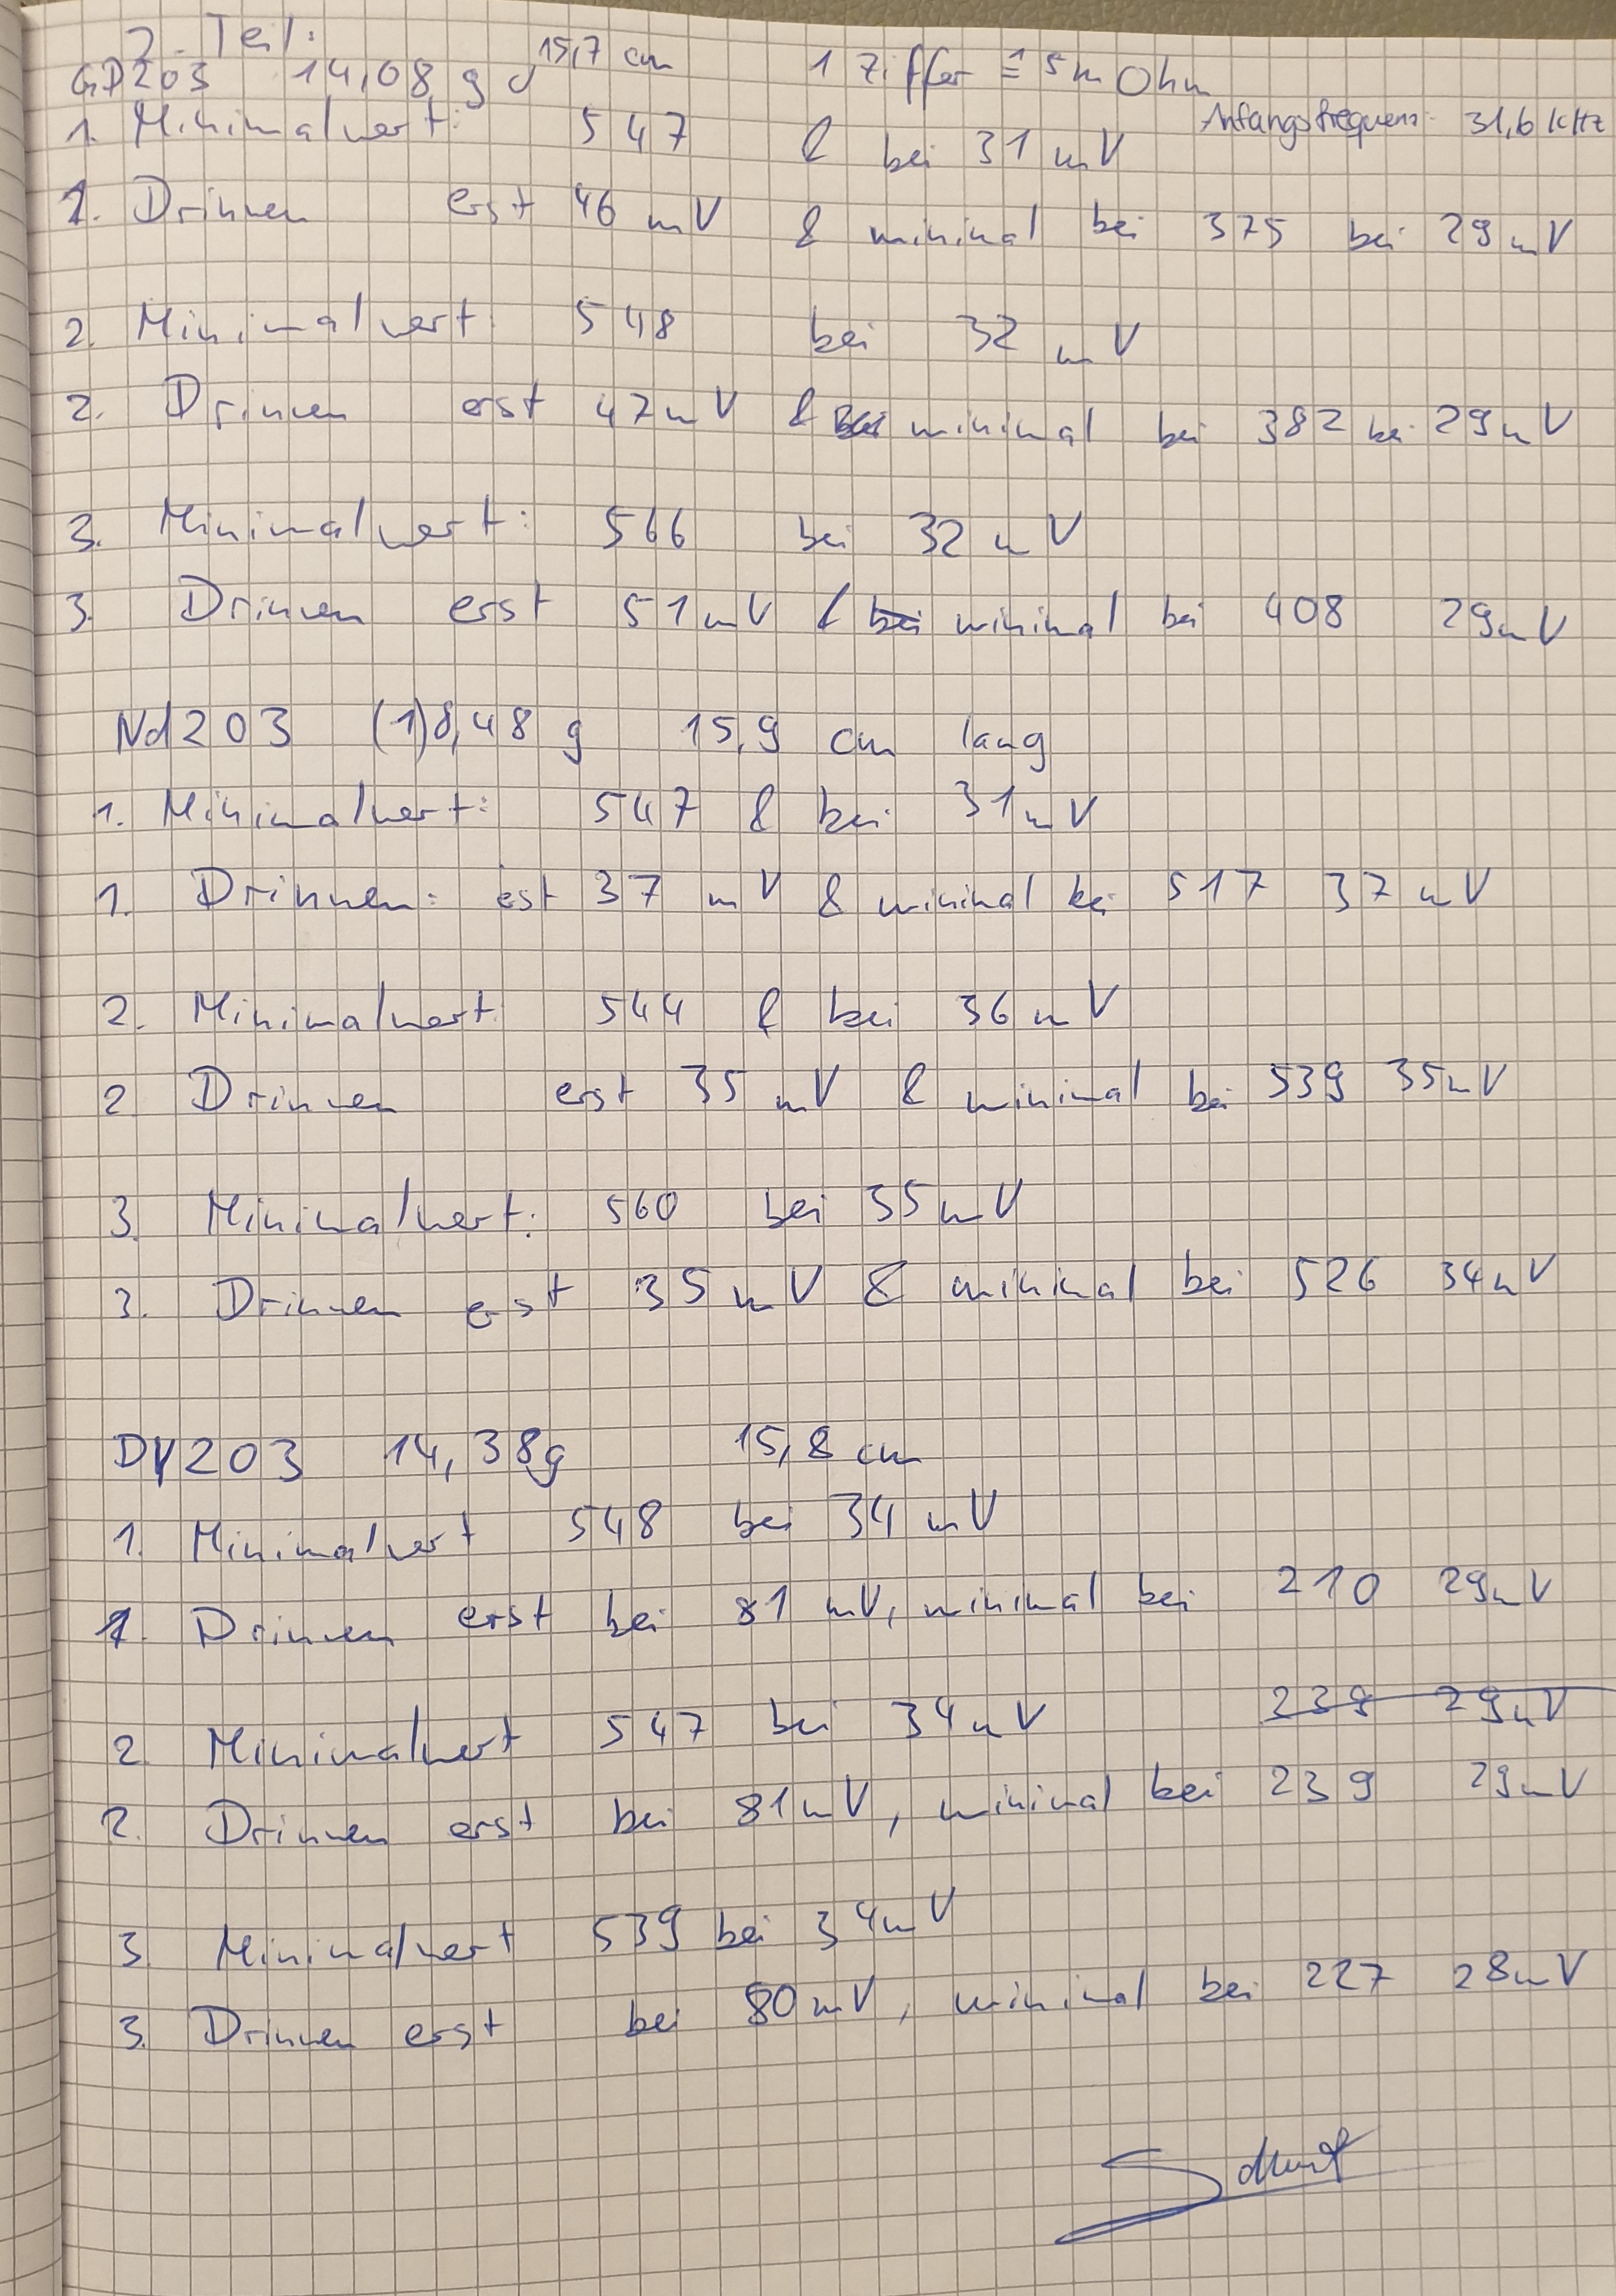 2. Teil:
GD203 14,08 g 15,7 cm 1 Ziffer ≙ 5 mOhm
Anfangsfrequenz: 31,6 kHz
1. Minimalwert: 547 & bei 31 mV
1. Drinnen erst 46 mV & minimal bei 375 bei 29 mV
2. Minimalwert: 548 bei 32 mV
2. Drinnen erst 47 mV & minimal bei 382 bei 29 mV
3. Minimalwert: 566 bei 32 mV
3. Drinnen erst 51 mV & bei minimal bei 408 29 mV
Nd203 (1)8,48 g 15,9 cm lang
1. Minimalwert: 547 & bei 31 mV
1. Drinnen: est 37 mV & minimal bei 517 37 mV
2. Minimalwert: 544 & bei 36 mV
2 Drinnen erst 35 mV & minimal bei 539 35 mV
3. Minimalwert: 560 bei 35 mV
3. Drinnen erst 35 mV & minimal bei 526 34 mV
DY203 14,38g 15,8 cm
1. Minimalwert 548 bei 34 mV
1. Drinnen erst bei 81 mV, minimal bei 210 29 mV
239 29 mV
2. Minimalwert 547 bei 34 mV
2. Drinnen erst bei 81 mV, minimal bei 239 29 mV
3. Minimalwert 539 bei 34 mV
3. Drinnen erst bei 80 mV, minimal bei 227 28 mV